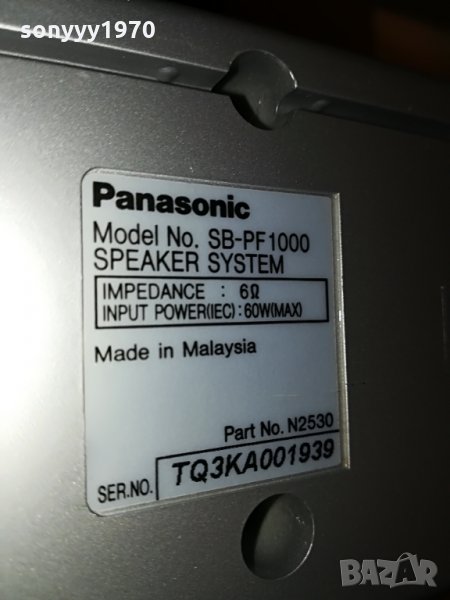 sonyyy1970
Panasonic
Model No. SB-PF1000
SPEAKER SYSTEM
IMPEDANCE : 6Ω
INPUT POWER(IEC) : 60W(MAX)
Made in Malaysia
Part No. N2530
SER.NO. TQ3KA001939
BAZAR